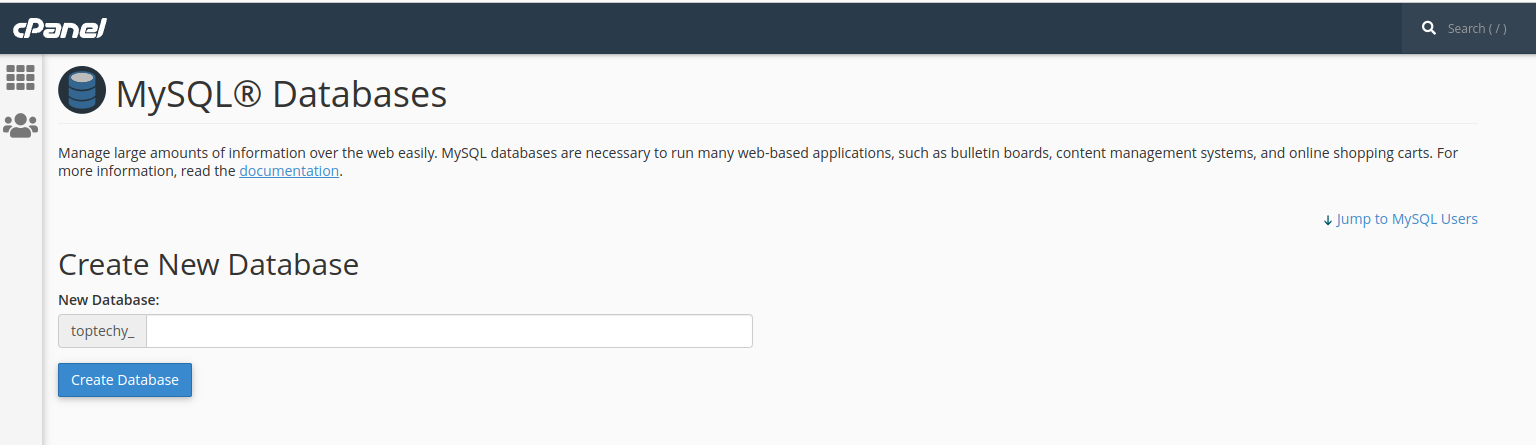 cPanel
Search ( / )
MySQL® Databases
Manage large amounts of information over the web easily. MySQL databases are necessary to run many web-based applications, such as bulletin boards, content management systems, and online shopping carts. For
more information, read the documentation.
Jump to MySQL Users
Create New Database
New Database:
toptechy_
Create Database